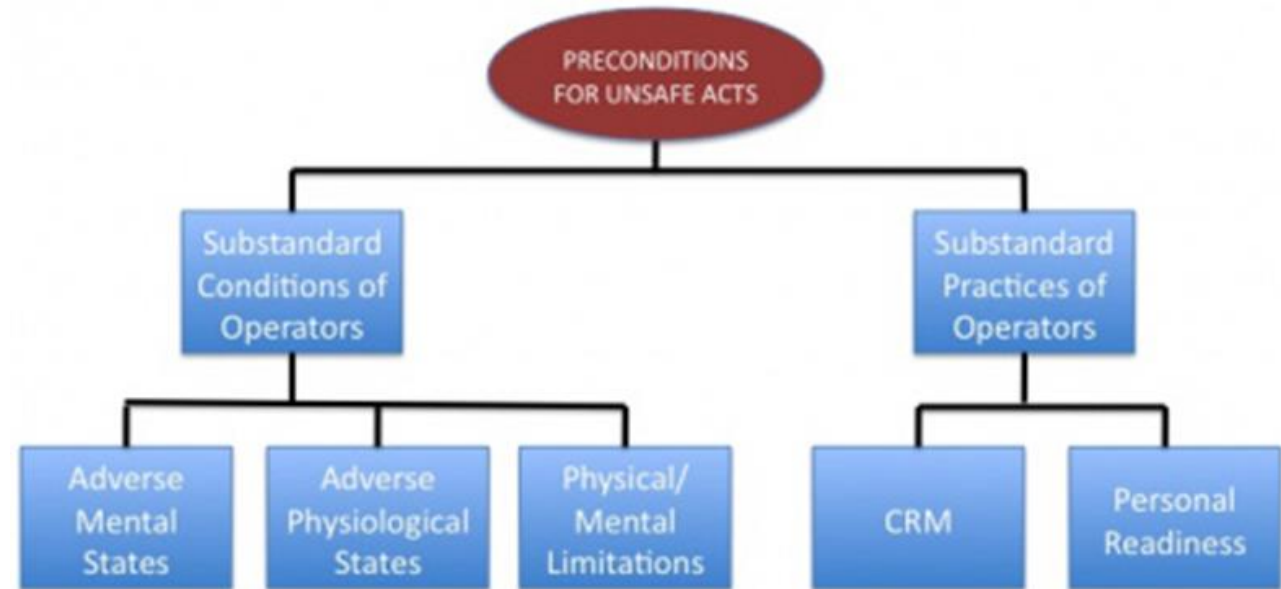 PRECONDITIONS
FOR UNSAFE ACTS
Substandard
Conditions of
Operators
Substandard
Practices of
Operators
Adverse
Mental
States
Adverse
Physiological
States
Physical/
Mental
Limitations
CRM
Personal
Readiness